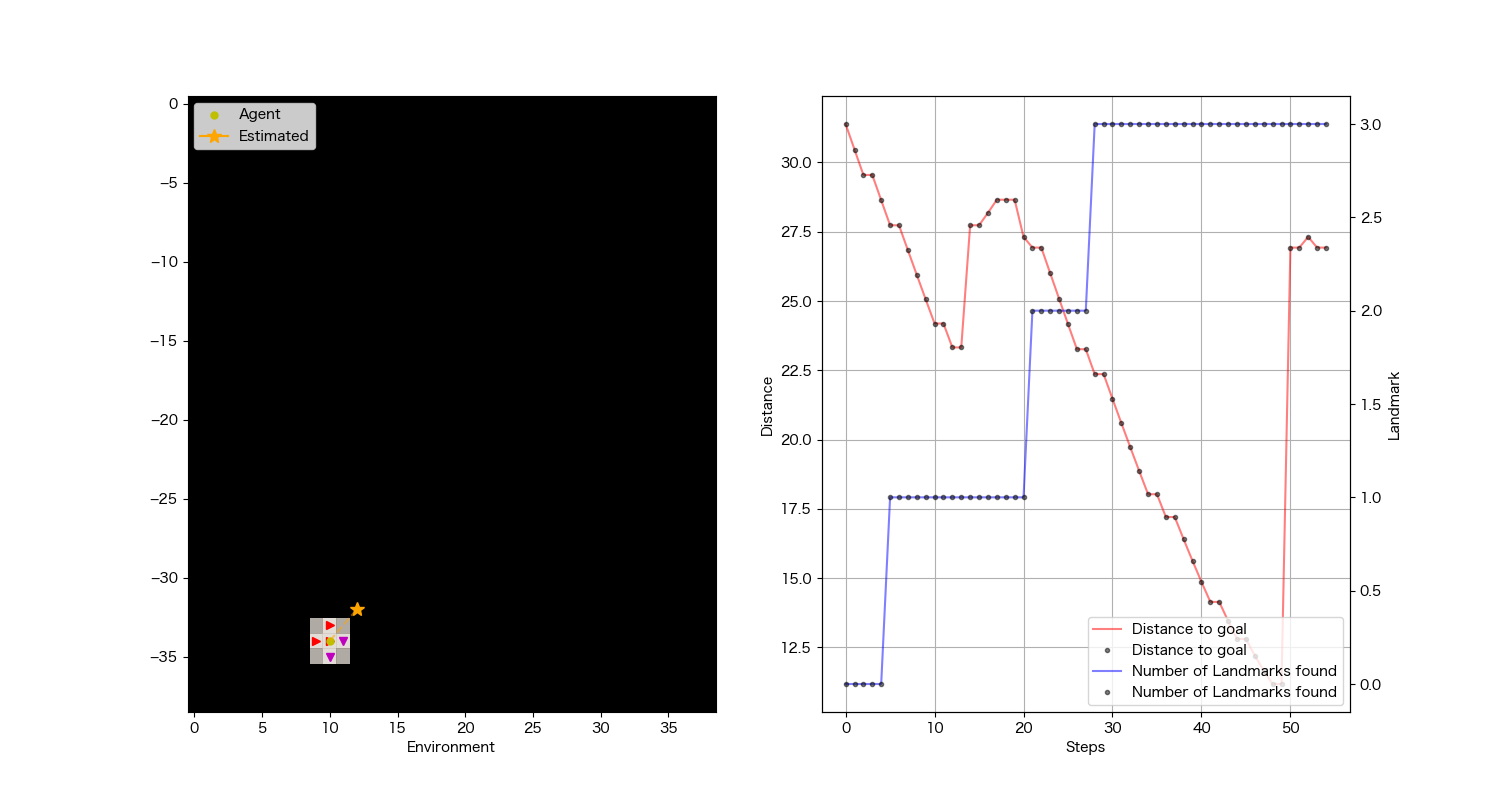 Agent
Estimated
0
−5
−10
−15
−20
−25
−30
−35
0 5 10 15 20 25 30 35
Environment
Distance
30.0
27.5
25.0
22.5
20.0
17.5
15.0
12.5
0 10 20 30 40 50
Steps
Distance to goal
Distance to goal
Number of Landmarks found
Number of Landmarks found
3.0
2.5
2.0
1.5
1.0
0.5
0.0
Landmark